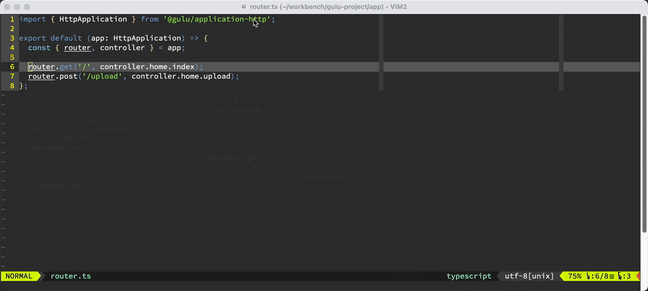 router.ts (~/workbench/gulu-project/app) - VIM2
1 import { HttpApplication } from '@gulu/application-http';
2
3 export default (app: HttpApplication) => {
4 const { router, controller } = app;
5
6 router.get('/', controller.home.index);
7 router.post('/upload', controller.home.upload);
8 };
NORMAL router.ts typescript utf-8[unix] 75% :6/8≡ :3